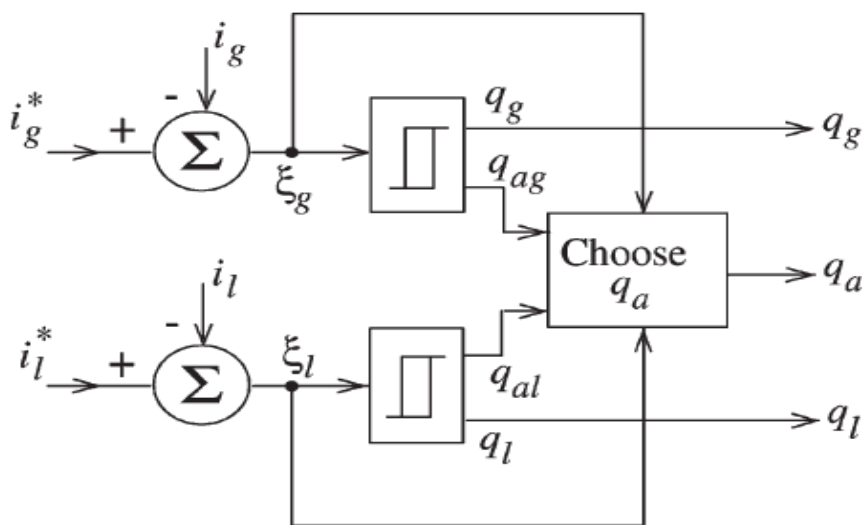 i_g
-
i_g^*
+
Σ
ξ_g
q_g
q_g
q_ag
Choose
q_a
q_a
i_l
-
i_l^*
+
Σ
ξ_l
q_al
q_l
q_l